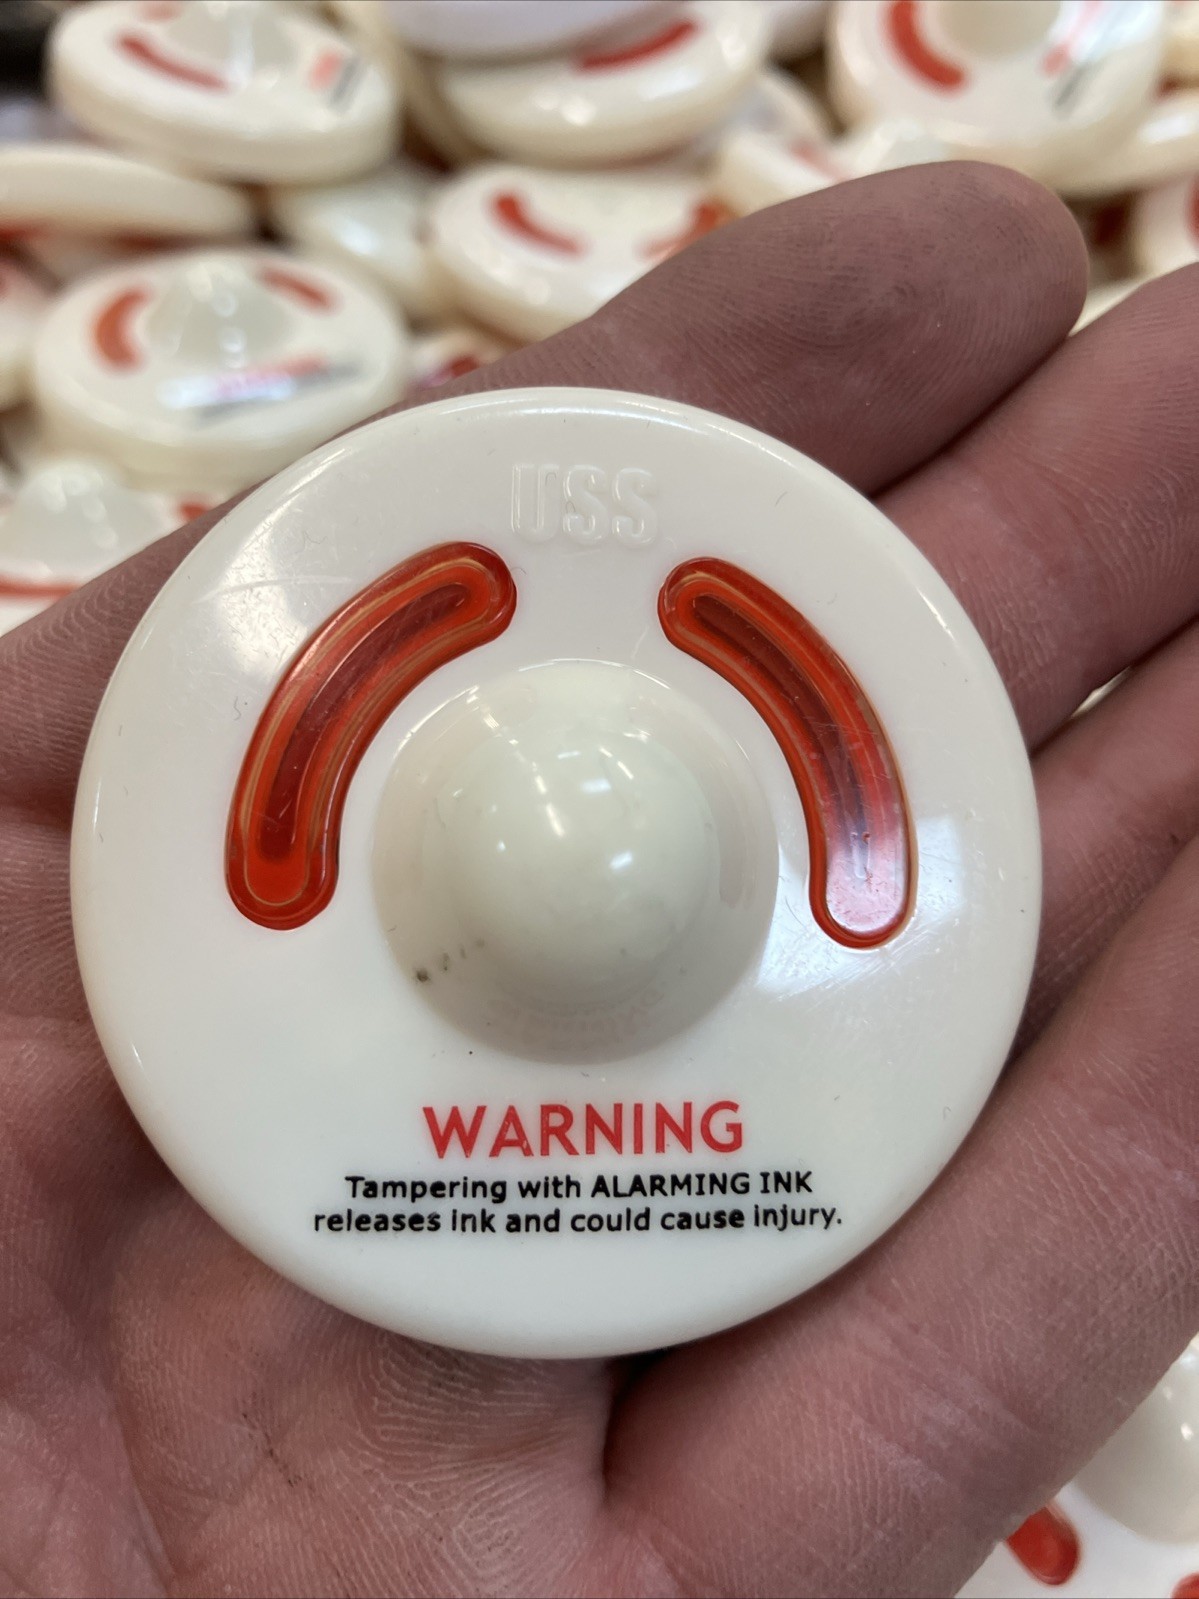 USS
WARNING
Tampering with ALARMING INK
releases ink and could cause injury.